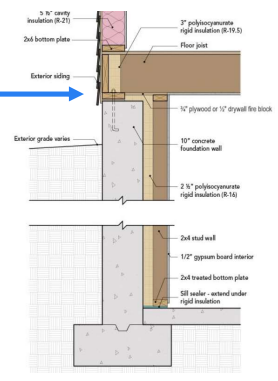 5 ½" cavity
insulation (R-21)
2x6 bottom plate
Exterior siding
Exterior grade varies
3" polyisocyanurate
rigid insulation (R-19.5)
Floor joist
¾" plywood or ½" drywall fire block
10" concrete
foundation wall
2 ½" polyisocyanurate
rigid insulation (R-16)
2x4 stud wall
1/2" gypsum board interior
2x4 treated bottom plate
Sill sealer - extend under
rigid insulation